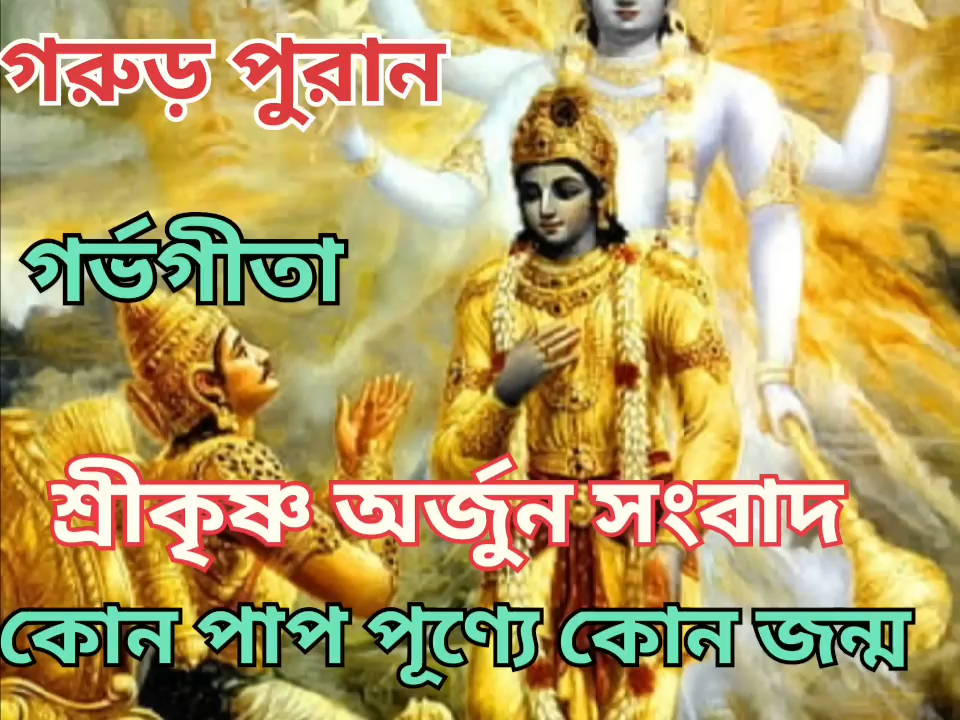 গরুড় পুরান
গর্ভগীতা
শ্রীকৃষ্ণ অর্জুন সংবাদ
কোন পাপ পূণ্যে কোন জন্ম